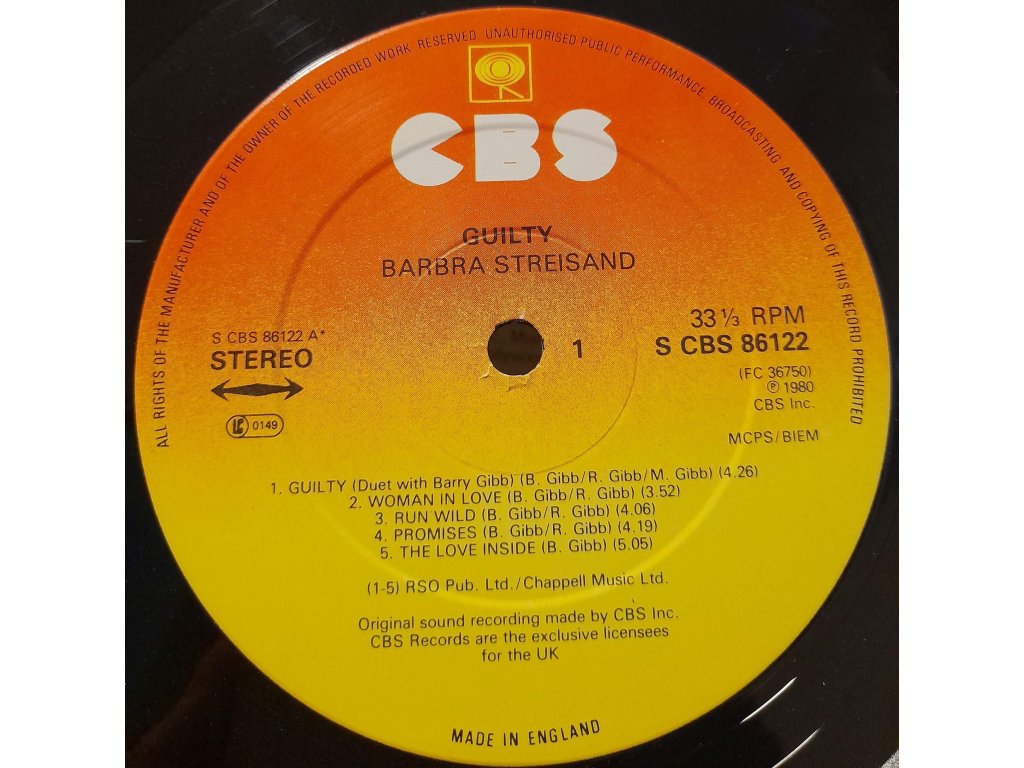 ALL RIGHTS OF THE MANUFACTURER AND OF THE OWNER OF THE RECORDED WORK RESERVED. UNAUTHORISED PUBLIC PERFORMANCE, BROADCASTING AND COPYING OF THIS RECORD PROHIBITED
CBS
GUILTY
BARBRA STREISAND
S CBS 86122 A*
STEREO
LC 0149
1
33⅓ RPM
S CBS 86122
(FC 36750)
℗ 1980
CBS Inc.
MCPS/BIEM
1. GUILTY (Duet with Barry Gibb) (B. Gibb/R. Gibb/M. Gibb) (4.26)
2. WOMAN IN LOVE (B. Gibb/R. Gibb) (3.52)
3. RUN WILD (B. Gibb/R. Gibb) (4.06)
4. PROMISES (B. Gibb/R. Gibb) (4.19)
5. THE LOVE INSIDE (B. Gibb) (5.05)
(1-5) RSO Pub. Ltd./Chappell Music Ltd.
Original sound recording made by CBS Inc.
CBS Records are the exclusive licensees
for the UK
MADE IN ENGLAND